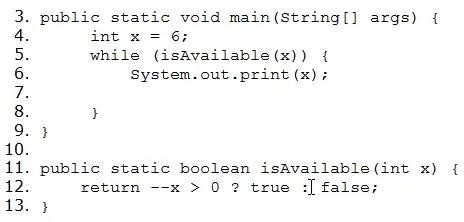 3. public static void main(String[] args) {
4.     int x = 6;
5.     while (isAvailable(x)) {
6.         System.out.print(x);
7.
8.     }
9. }
10.
11. public static boolean isAvailable(int x) {
12.     return --x > 0 ? true : false;
13. }